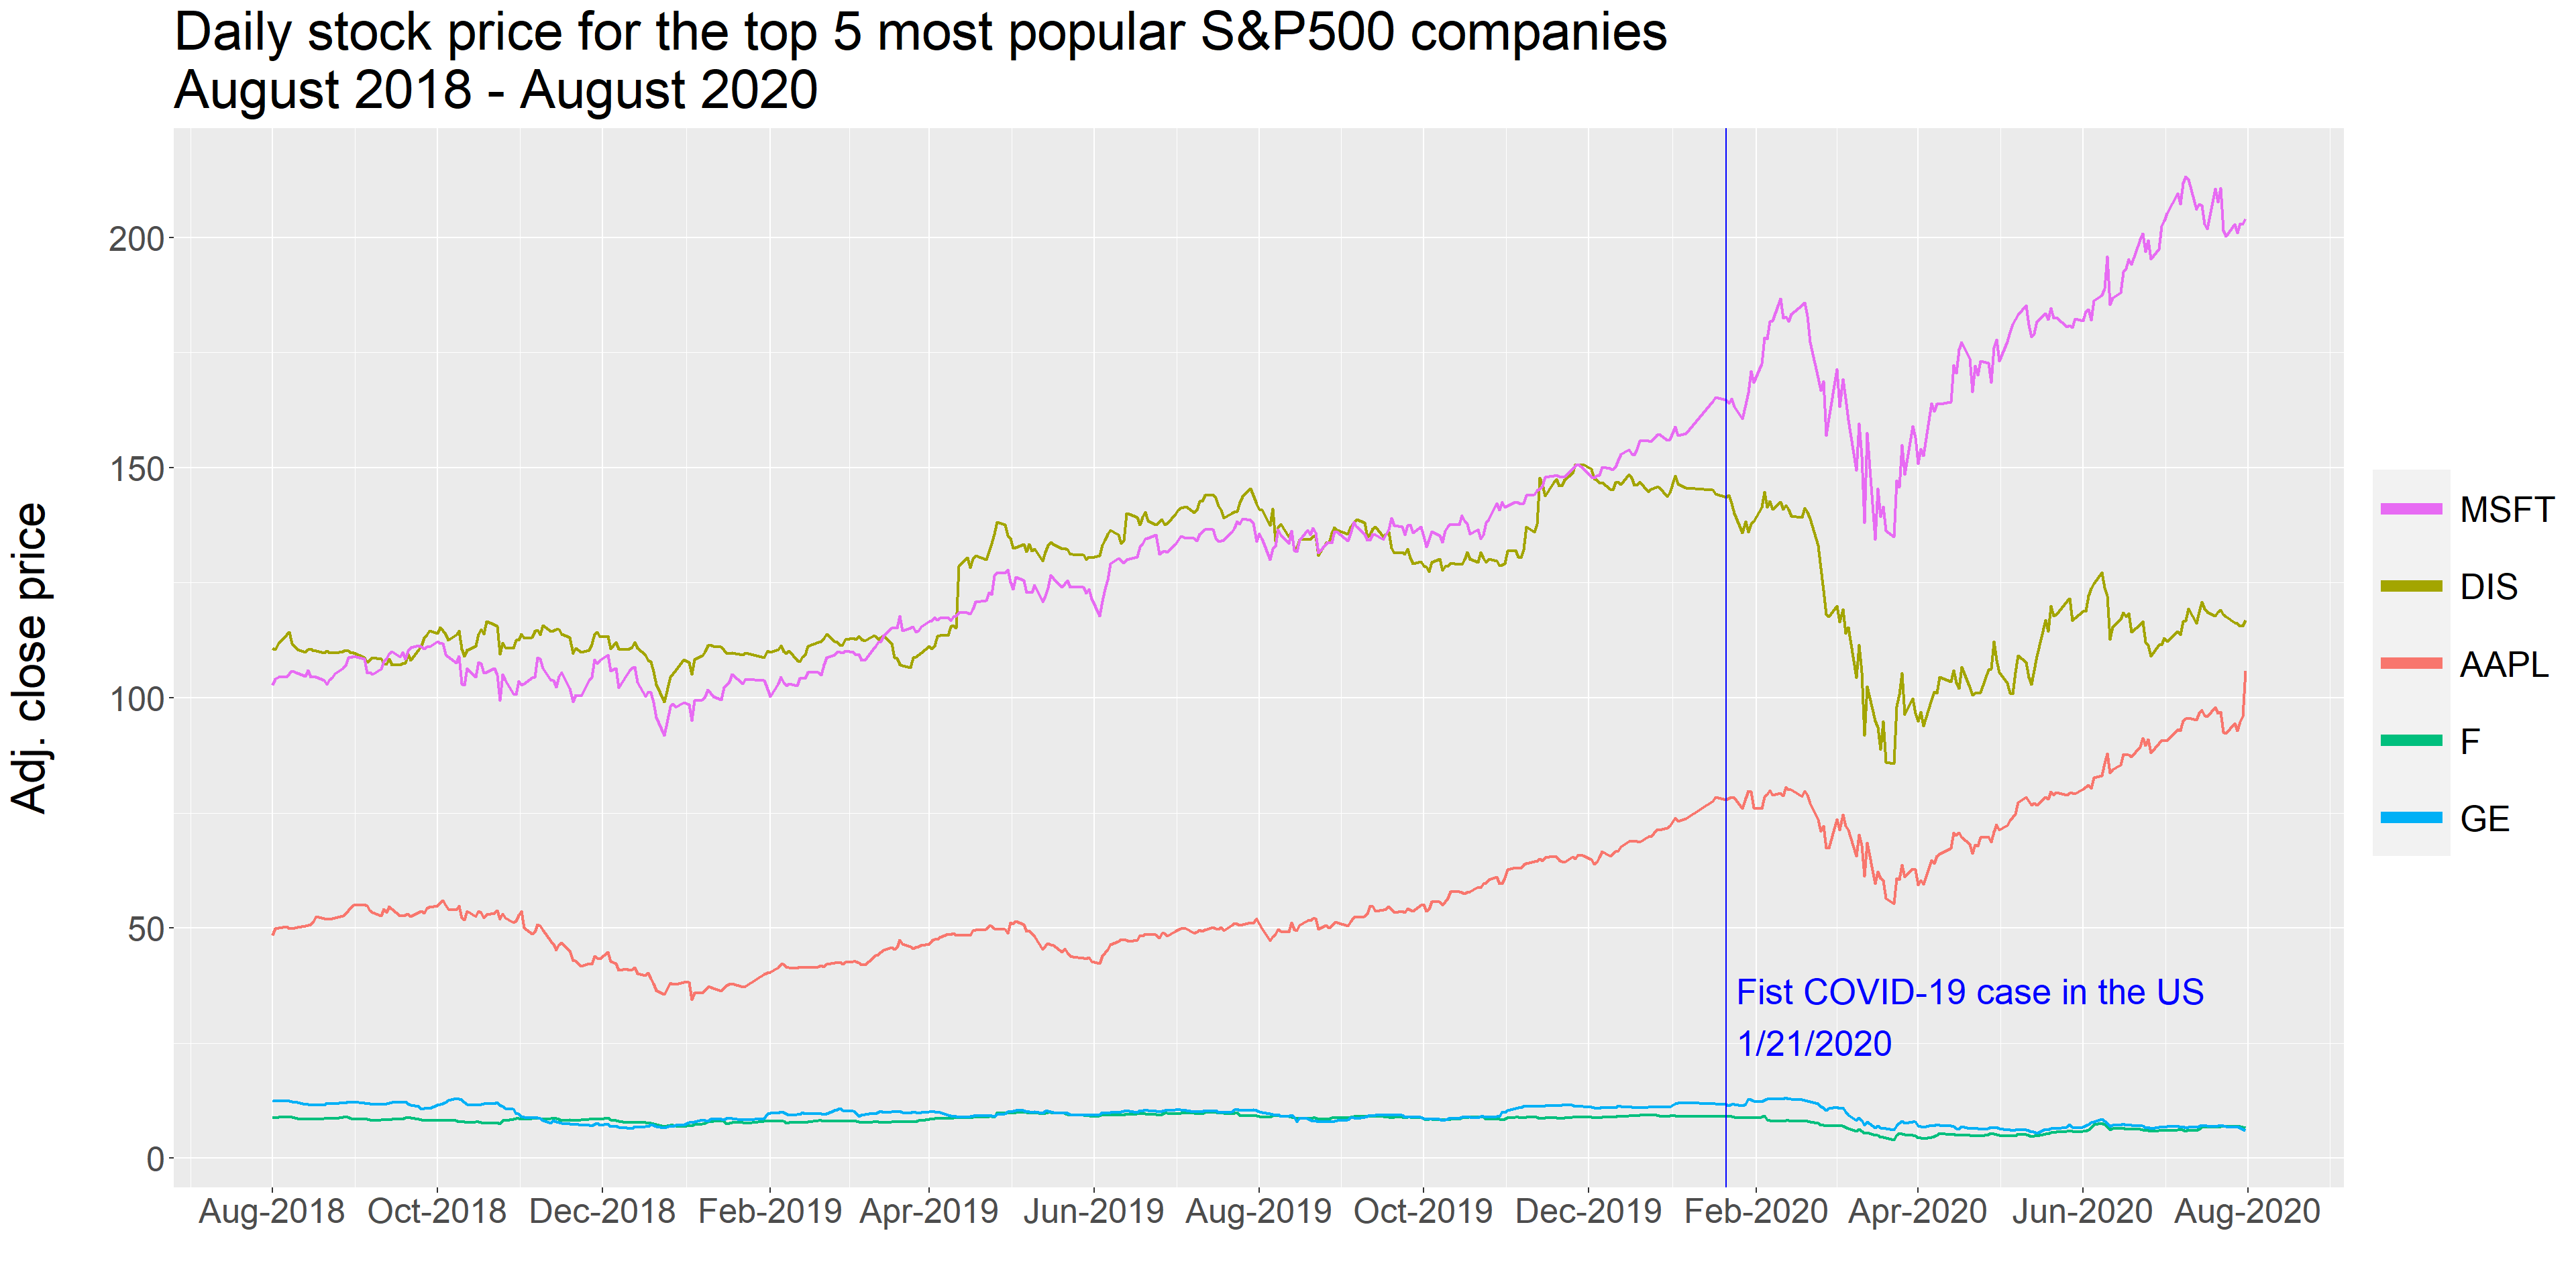 Daily stock price for the top 5 most popular S&P500 companies
August 2018 - August 2020
Adj. close price
200
150
100
50
0
MSFT
DIS
AAPL
F
GE
Fist COVID-19 case in the US
1/21/2020
Aug-2018 Oct-2018 Dec-2018 Feb-2019 Apr-2019 Jun-2019 Aug-2019 Oct-2019 Dec-2019 Feb-2020 Apr-2020 Jun-2020 Aug-2020